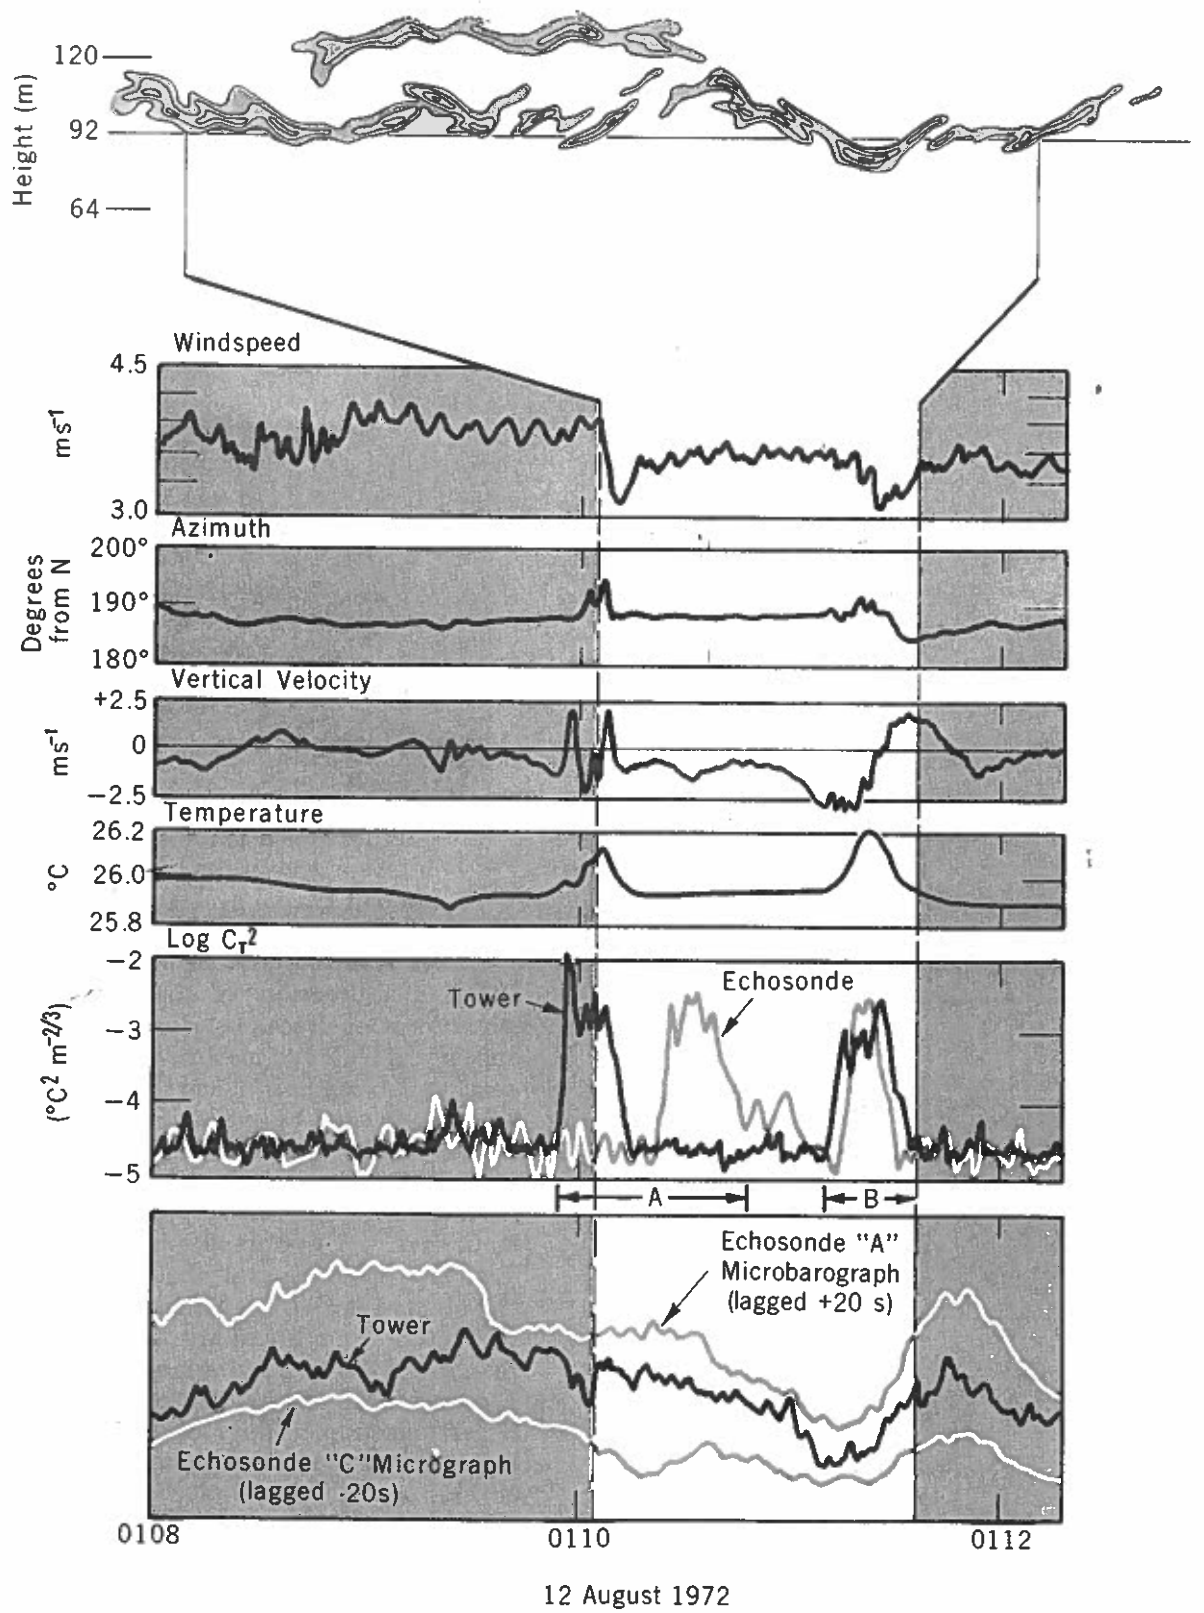 Height (m)
120
92
64
Windspeed
4.5
ms⁻¹
3.0
Azimuth
200°
Degrees
from N
190°
180°
Vertical Velocity
+2.5
ms⁻¹
0
−2.5
Temperature
26.2
°C
26.0
25.8
Log C_T²
−2
(°C² m⁻²/³)
−3
−4
−5
Tower
Echosonde
A
B
Echosonde "A"
Microbarograph
(lagged +20 s)
Tower
Echosonde "C" Micrograph
(lagged -20s)
0108
0110
0112
12 August 1972